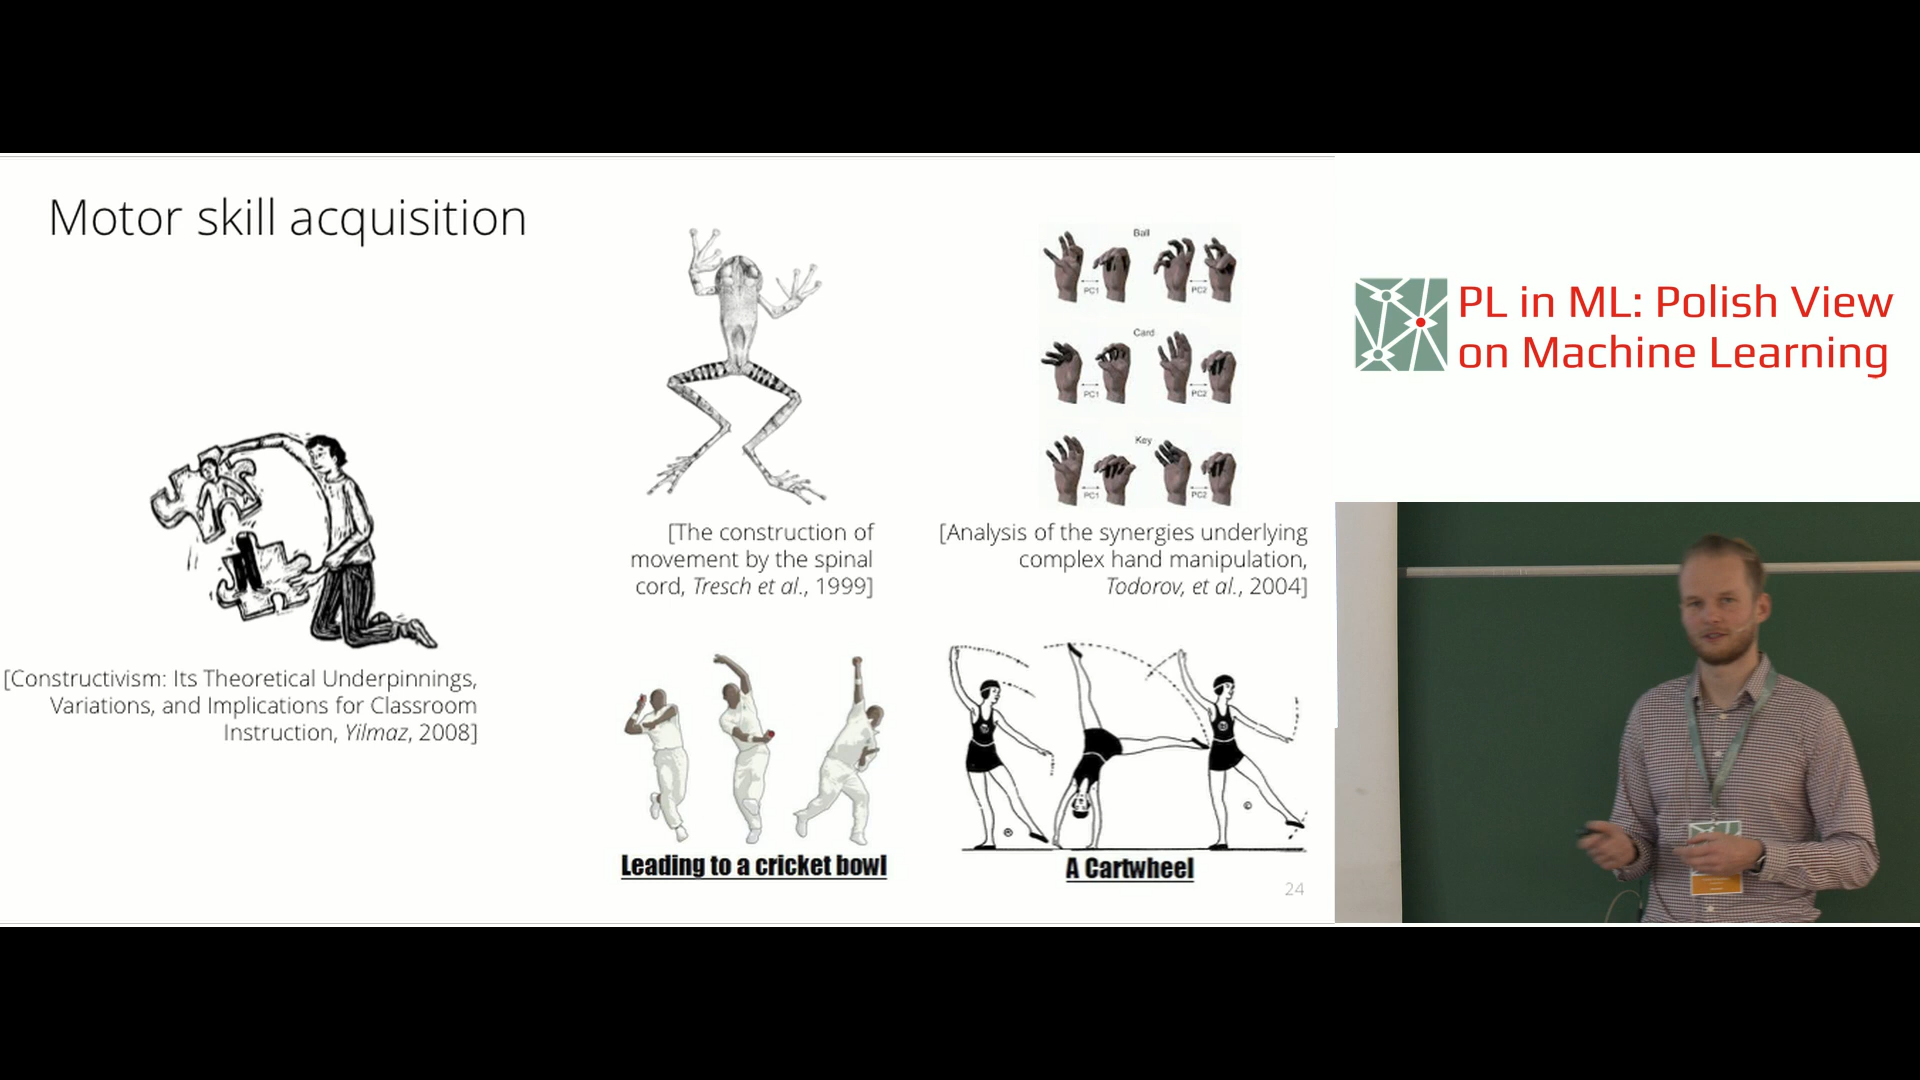 Motor skill acquisition
Ball
PC1
PC2
Card
PC1
PC2
Key
PC1
PC2
[The construction of
movement by the spinal
cord, Tresch et al., 1999]
[Analysis of the synergies underlying
complex hand manipulation,
Todorov, et al., 2004]
[Constructivism: Its Theoretical Underpinnings,
Variations, and Implications for Classroom
Instruction, Yilmaz, 2008]
Leading to a cricket bowl
A Cartwheel
24
PL in ML: Polish View
on Machine Learning